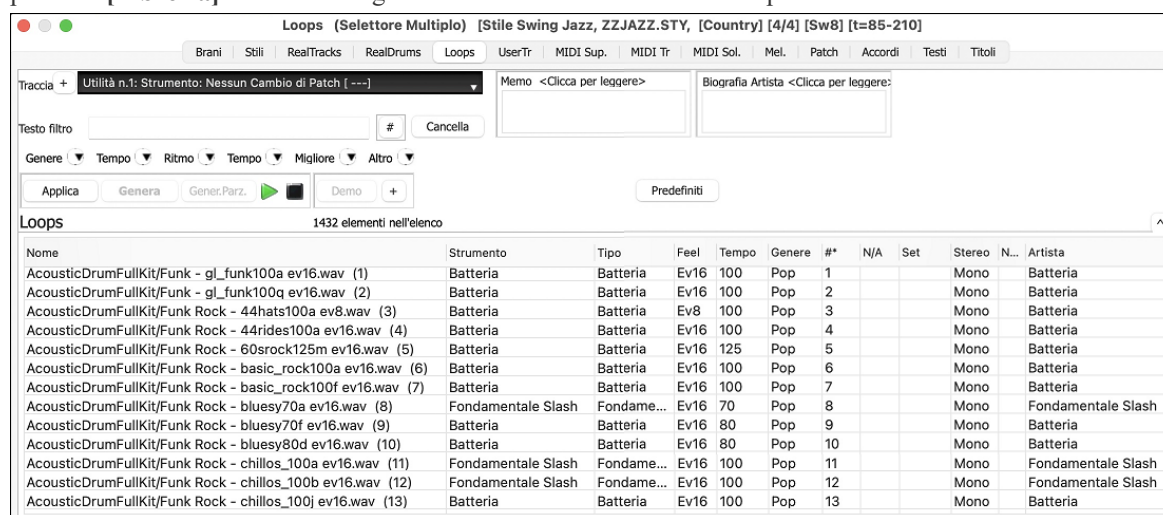 Loops (Selettore Multiplo) [Stile Swing Jazz, ZZJAZZ.STY, [Country] [4/4] [Sw8] [t=85-210]
Brani Stili RealTracks RealDrums Loops UserTr MIDI Sup. MIDI Tr MIDI Sol. Mel. Patch Accordi Testi Titoli
Traccia + Utilità n.1: Strumento: Nessun Cambio di Patch [ ---] Memo <Clicca per leggere> Biografia Artista <Clicca per leggere>
Testo filtro # Cancella
Genere Tempo Ritmo Tempo Migliore Altro
Applica Genera Gener.Parz. Demo + Predefiniti
Loops 1432 elementi nell'elenco
Nome Strumento Tipo Feel Tempo Genere #* N/A Set Stereo N... Artista
AcousticDrumFullKit/Funk - gl_funk100a ev16.wav (1) Batteria Batteria Ev16 100 Pop 1 Mono Batteria
AcousticDrumFullKit/Funk - gl_funk100q ev16.wav (2) Batteria Batteria Ev16 100 Pop 2 Mono Batteria
AcousticDrumFullKit/Funk Rock - 44hats100a ev8.wav (3) Batteria Batteria Ev8 100 Pop 3 Mono Batteria
AcousticDrumFullKit/Funk Rock - 44rides100a ev16.wav (4) Batteria Batteria Ev16 100 Pop 4 Mono Batteria
AcousticDrumFullKit/Funk Rock - 60srock125m ev16.wav (5) Batteria Batteria Ev16 125 Pop 5 Mono Batteria
AcousticDrumFullKit/Funk Rock - basic_rock100a ev16.wav (6) Batteria Batteria Ev16 100 Pop 6 Mono Batteria
AcousticDrumFullKit/Funk Rock - basic_rock100f ev16.wav (7) Batteria Batteria Ev16 100 Pop 7 Mono Batteria
AcousticDrumFullKit/Funk Rock - bluesy70a ev16.wav (8) Fondamentale Slash Fondame... Ev16 70 Pop 8 Mono Fondamentale Slash
AcousticDrumFullKit/Funk Rock - bluesy70f ev16.wav (9) Batteria Batteria Ev16 80 Pop 9 Mono Batteria
AcousticDrumFullKit/Funk Rock - bluesy80d ev16.wav (10) Batteria Batteria Ev16 80 Pop 10 Mono Batteria
AcousticDrumFullKit/Funk Rock - chillos_100a ev16.wav (11) Fondamentale Slash Fondame... Ev16 100 Pop 11 Mono Fondamentale Slash
AcousticDrumFullKit/Funk Rock - chillos_100b ev16.wav (12) Fondamentale Slash Fondame... Ev16 100 Pop 12 Mono Fondamentale Slash
AcousticDrumFullKit/Funk Rock - chillos_100j ev16.wav (13) Batteria Batteria Ev16 100 Pop 13 Mono Batteria